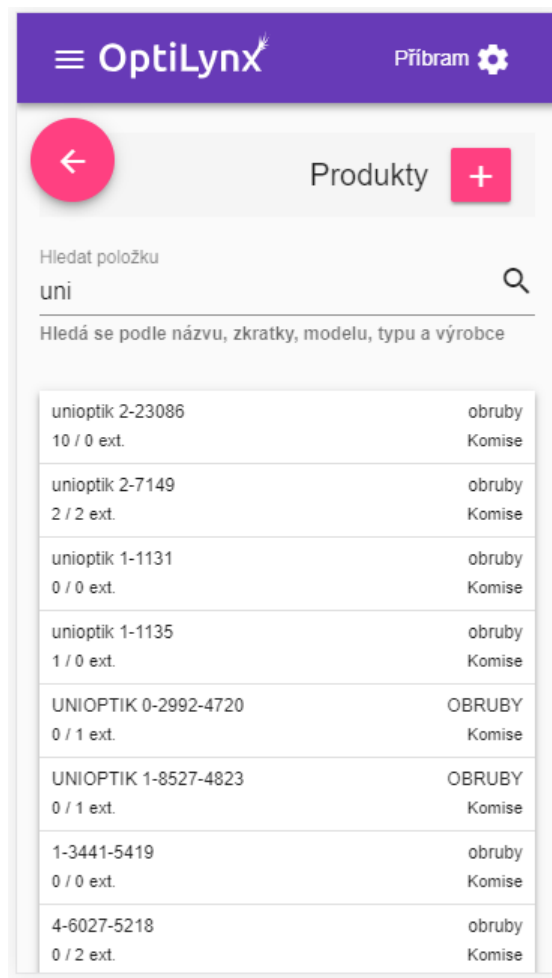 OptiLynx
Příbram
Produkty
Hledat položku
uni
Hledá se podle názvu, zkratky, modelu, typu a výrobce
unioptik 2-23086 obruby
10 / 0 ext. Komise
unioptik 2-7149 obruby
2 / 2 ext. Komise
unioptik 1-1131 obruby
0 / 0 ext. Komise
unioptik 1-1135 obruby
1 / 0 ext. Komise
UNIOPTIK 0-2992-4720 OBRUBY
0 / 1 ext. Komise
UNIOPTIK 1-8527-4823 OBRUBY
0 / 1 ext. Komise
1-3441-5419 obruby
0 / 0 ext. Komise
4-6027-5218 obruby
0 / 2 ext. Komise